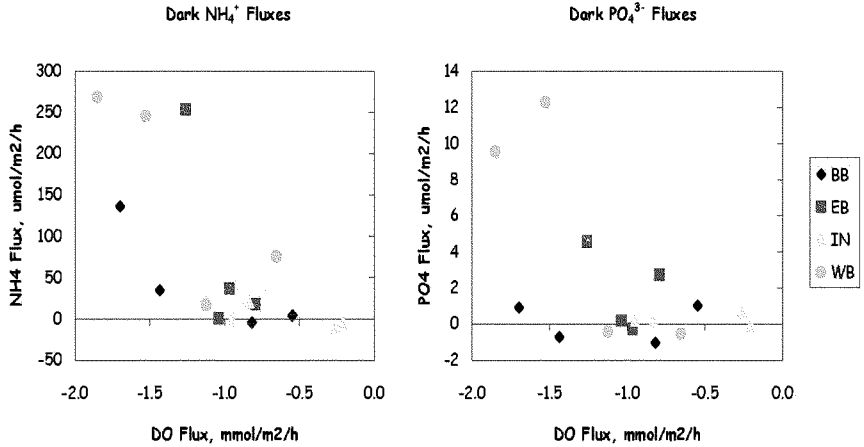 Dark NH₄⁺ Fluxes
NH4 Flux, umol/m2/h
300
250
200
150
100
50
0
-50
-2.0 -1.5 -1.0 -0.5 0.0
DO Flux, mmol/m2/h
Dark PO₄³⁻ Fluxes
PO4 Flux, umol/m2/h
14
12
10
8
6
4
2
0
-2
-2.0 -1.5 -1.0 -0.5 0.0
DO Flux, mmol/m2/h
BB
EB
IN
WB